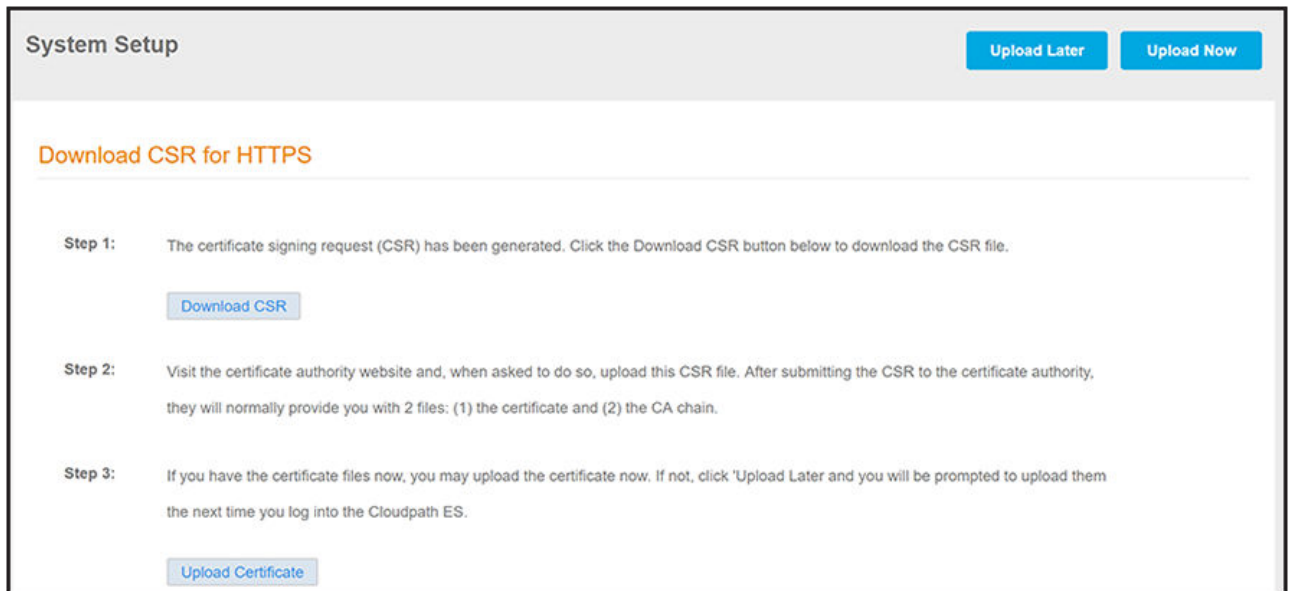 System Setup
Upload Later
Upload Now
Download CSR for HTTPS
Step 1:
The certificate signing request (CSR) has been generated. Click the Download CSR button below to download the CSR file.
Download CSR
Step 2:
Visit the certificate authority website and, when asked to do so, upload this CSR file. After submitting the CSR to the certificate authority,
they will normally provide you with 2 files: (1) the certificate and (2) the CA chain.
Step 3:
If you have the certificate files now, you may upload the certificate now. If not, click 'Upload Later and you will be prompted to upload them
the next time you log into the Cloudpath ES.
Upload Certificate